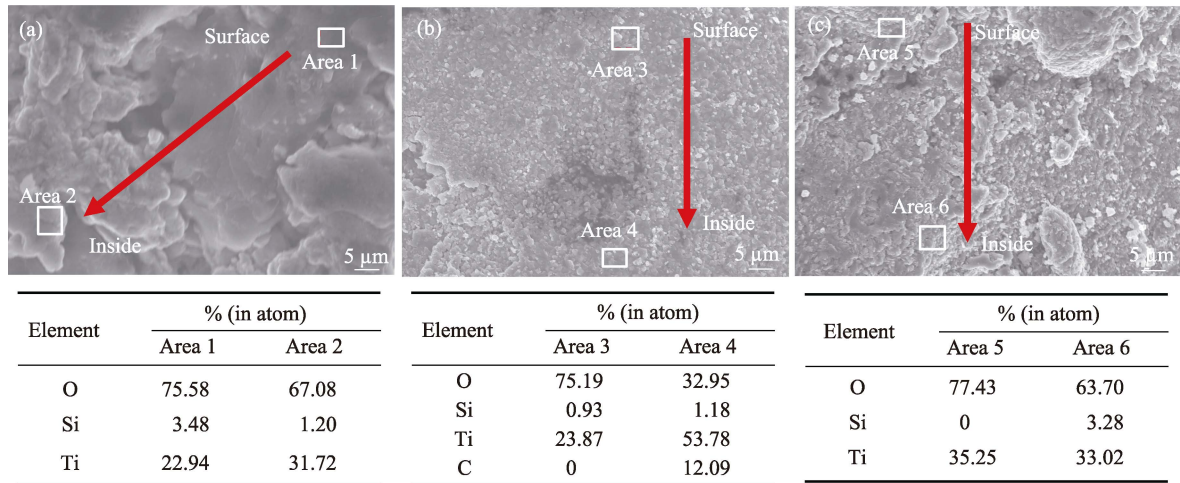 (a)
Surface
Area 1
Area 2
Inside
5 µm
(b)
Surface
Area 3
Area 4
Inside
5 µm
(c)
Area 5
Surface
Area 6
Inside
5 µm
Element % (in atom)
Area 1 Area 2
O 75.58 67.08
Si 3.48 1.20
Ti 22.94 31.72
Element % (in atom)
Area 3 Area 4
O 75.19 32.95
Si 0.93 1.18
Ti 23.87 53.78
C 0 12.09
Element % (in atom)
Area 5 Area 6
O 77.43 63.70
Si 0 3.28
Ti 35.25 33.02